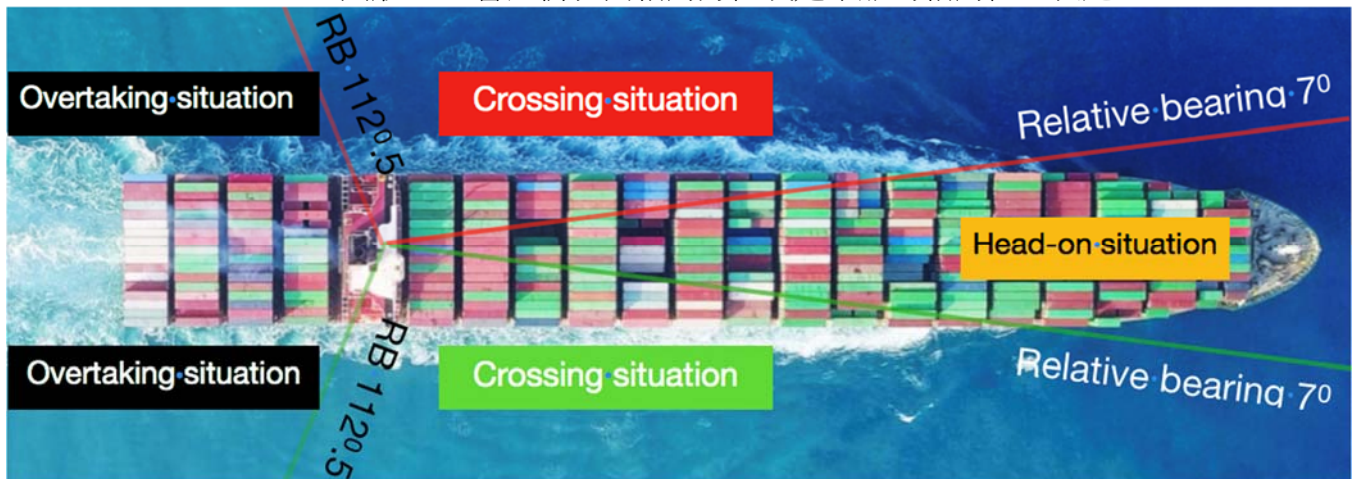 RB 112⁰.5
Overtaking situation
Crossing situation
Relative bearing 7⁰
Head-on situation
Overtaking situation
Crossing situation
RB 112⁰.5
Relative bearing 7⁰